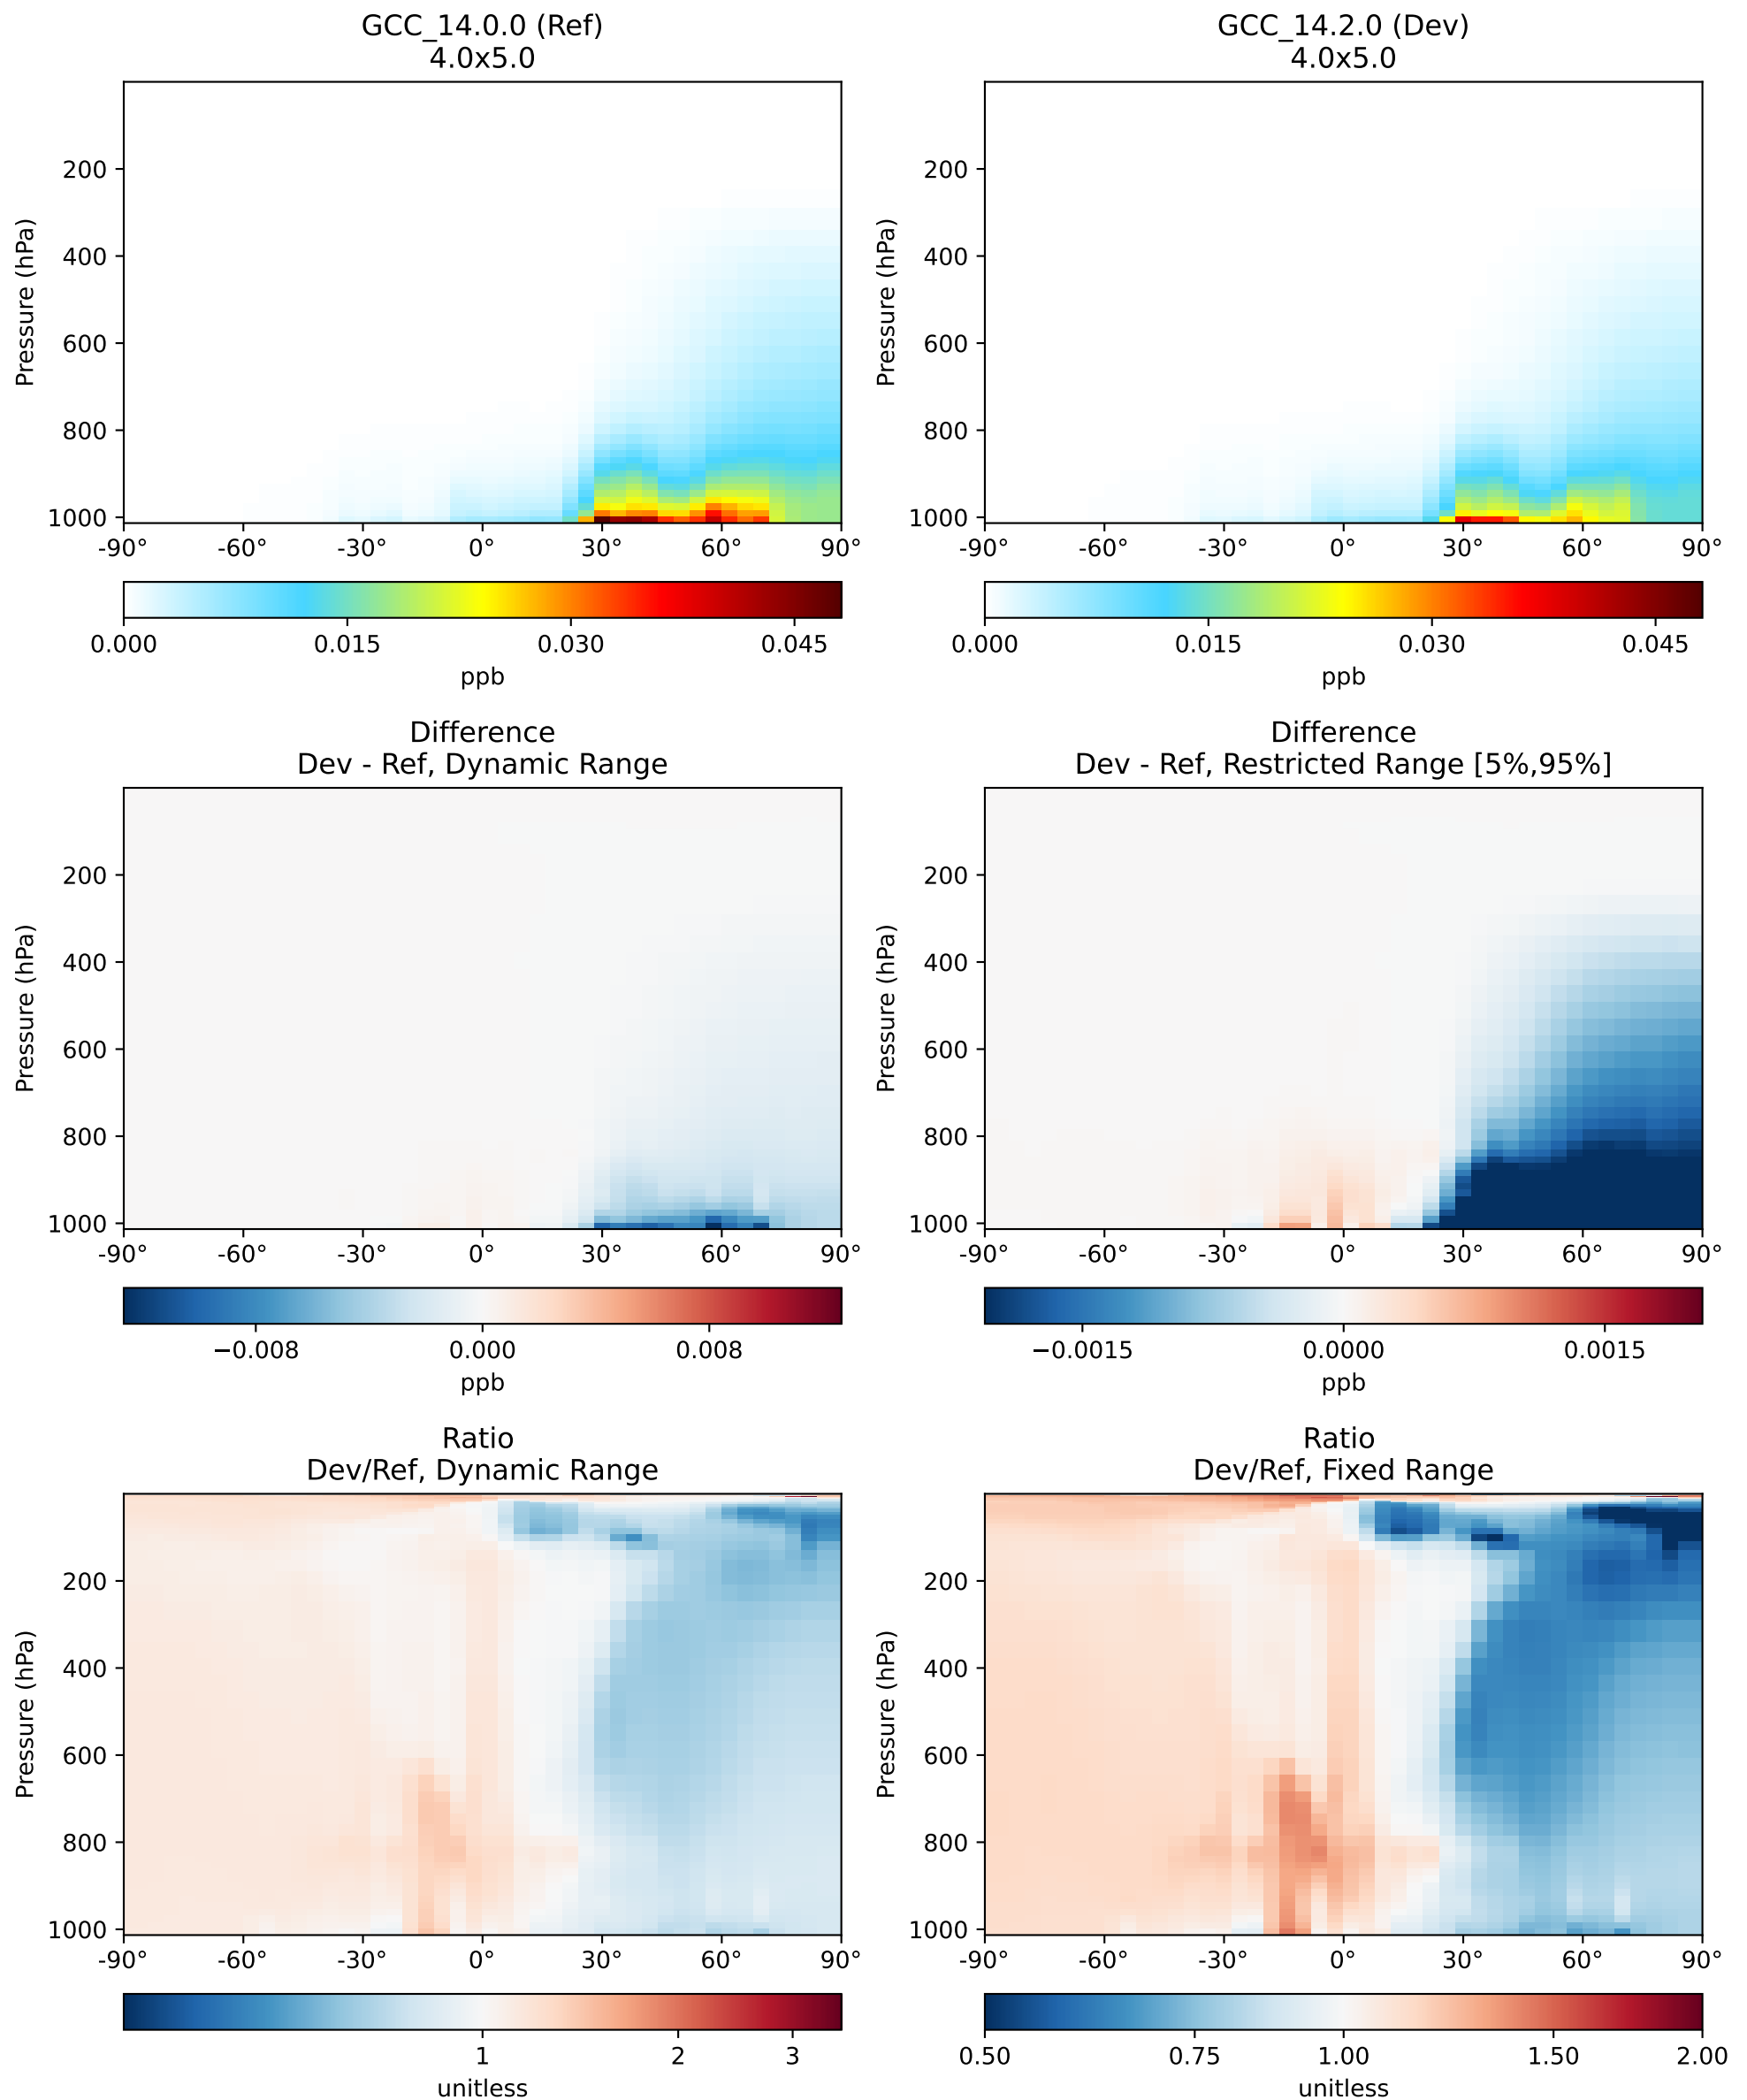 GCC_14.0.0 (Ref)
4.0x5.0
Pressure (hPa)
200
400
600
800
1000
-90° -60° -30° 0° 30° 60° 90°
0.000 0.015 0.030 0.045
ppb
GCC_14.2.0 (Dev)
4.0x5.0
Pressure (hPa)
200
400
600
800
1000
-90° -60° -30° 0° 30° 60° 90°
0.000 0.015 0.030 0.045
ppb
Difference
Dev - Ref, Dynamic Range
Pressure (hPa)
200
400
600
800
1000
-90° -60° -30° 0° 30° 60° 90°
−0.008 0.000 0.008
ppb
Difference
Dev - Ref, Restricted Range [5%,95%]
Pressure (hPa)
200
400
600
800
1000
-90° -60° -30° 0° 30° 60° 90°
−0.0015 0.0000 0.0015
ppb
Ratio
Dev/Ref, Dynamic Range
Pressure (hPa)
200
400
600
800
1000
-90° -60° -30° 0° 30° 60° 90°
1 2 3
unitless
Ratio
Dev/Ref, Fixed Range
Pressure (hPa)
200
400
600
800
1000
-90° -60° -30° 0° 30° 60° 90°
0.50 0.75 1.00 1.50 2.00
unitless